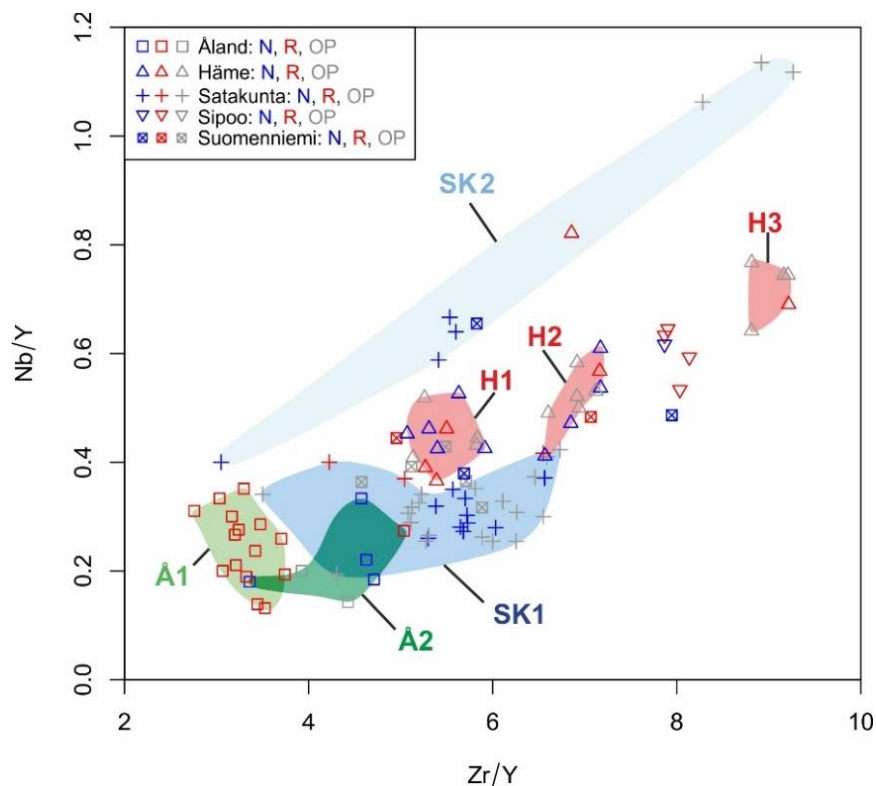 1.2
1.0
0.8
0.6
0.4
0.2
0.0
Nb/Y
Åland: N, R, OP
Häme: N, R, OP
Satakunta: N, R, OP
Sipoo: N, R, OP
Suomenniemi: N, R, OP
SK2
H3
H2
H1
Å1
Å2
SK1
2
4
6
8
10
Zr/Y